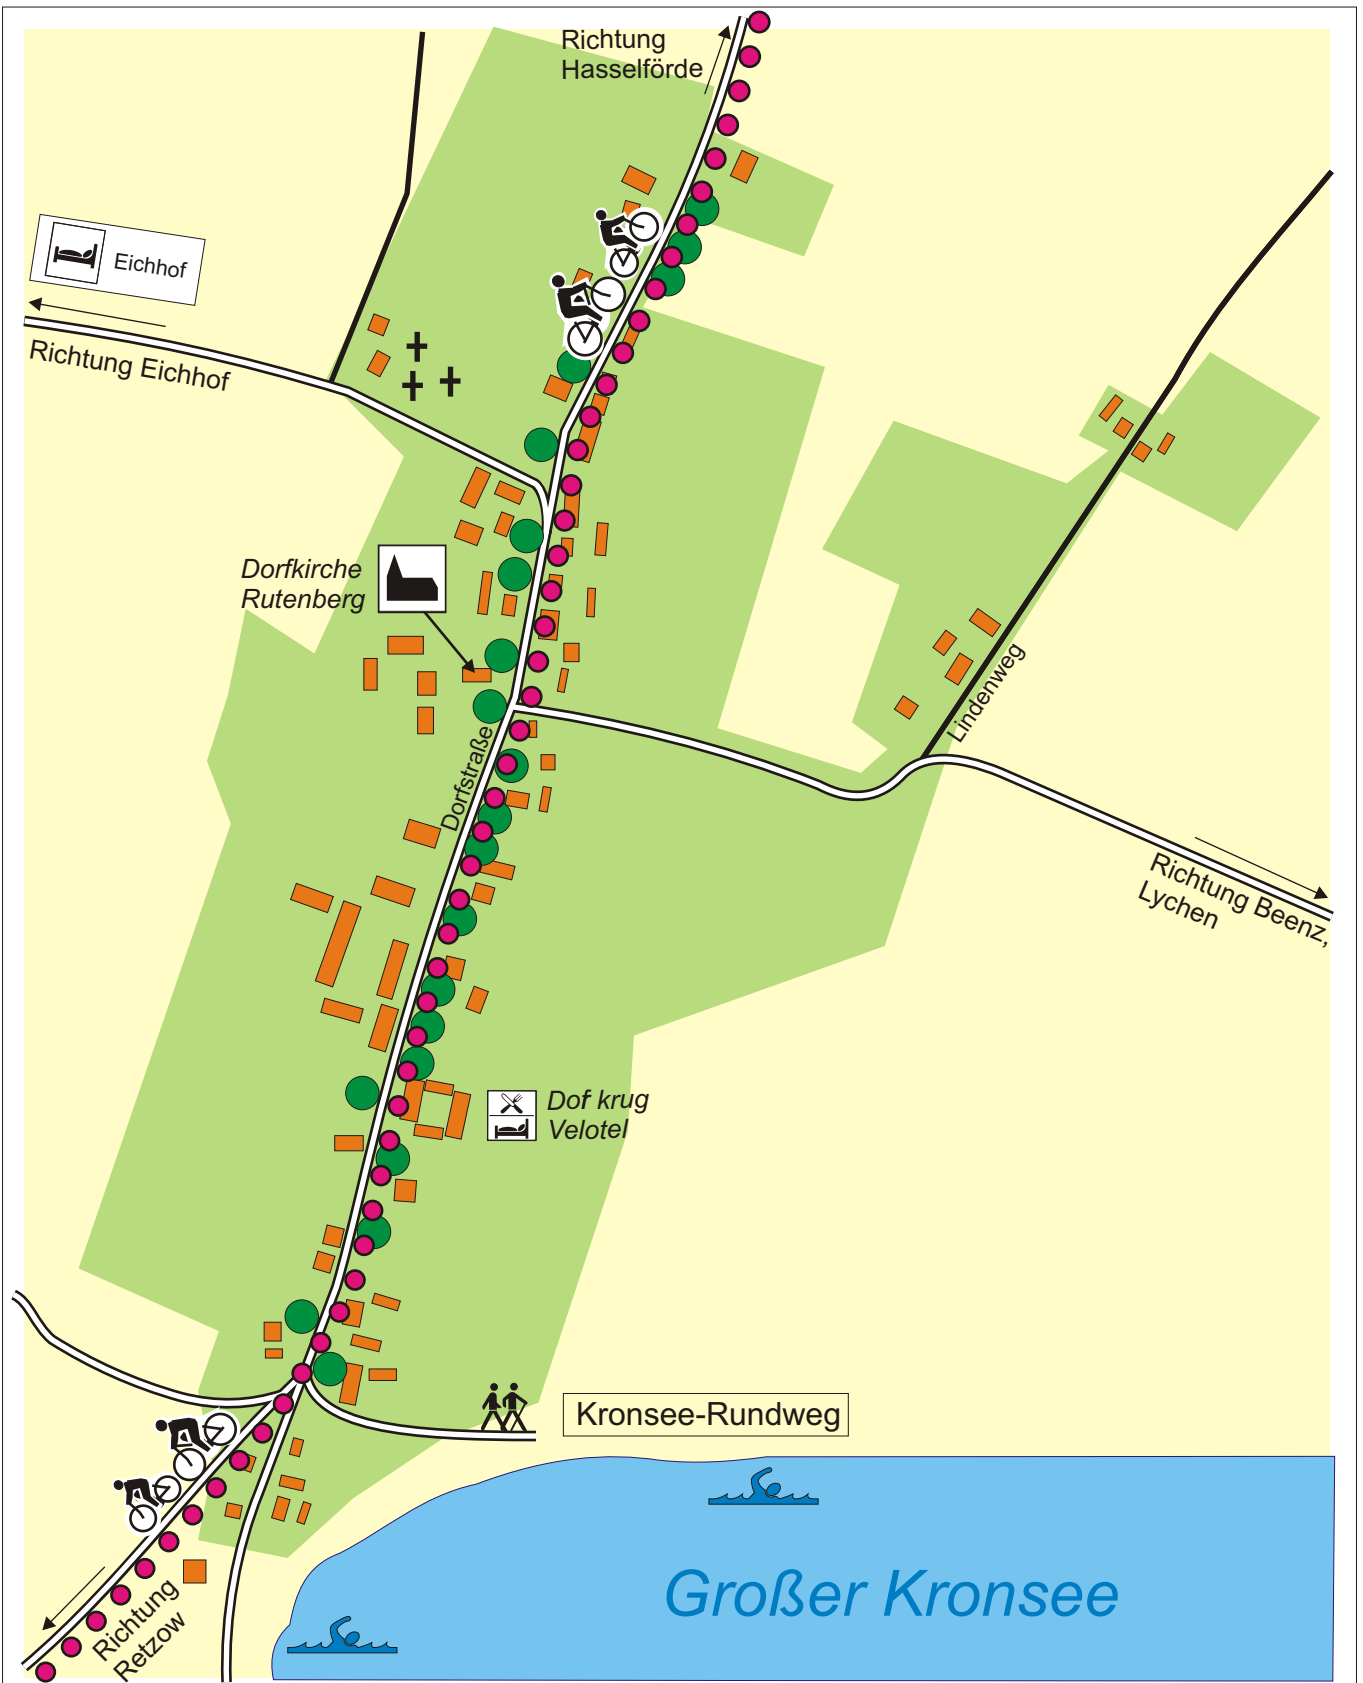 Richtung
Hasselförde
Eichhof
Richtung Eichhof
Dorfkirche
Rutenberg
Lindenweg
Dorfstraße
Richtung Beenz,
Lychen
Dof krug
Velotel
Kronsee-Rundweg
Großer Kronsee
Richtung
Retzow